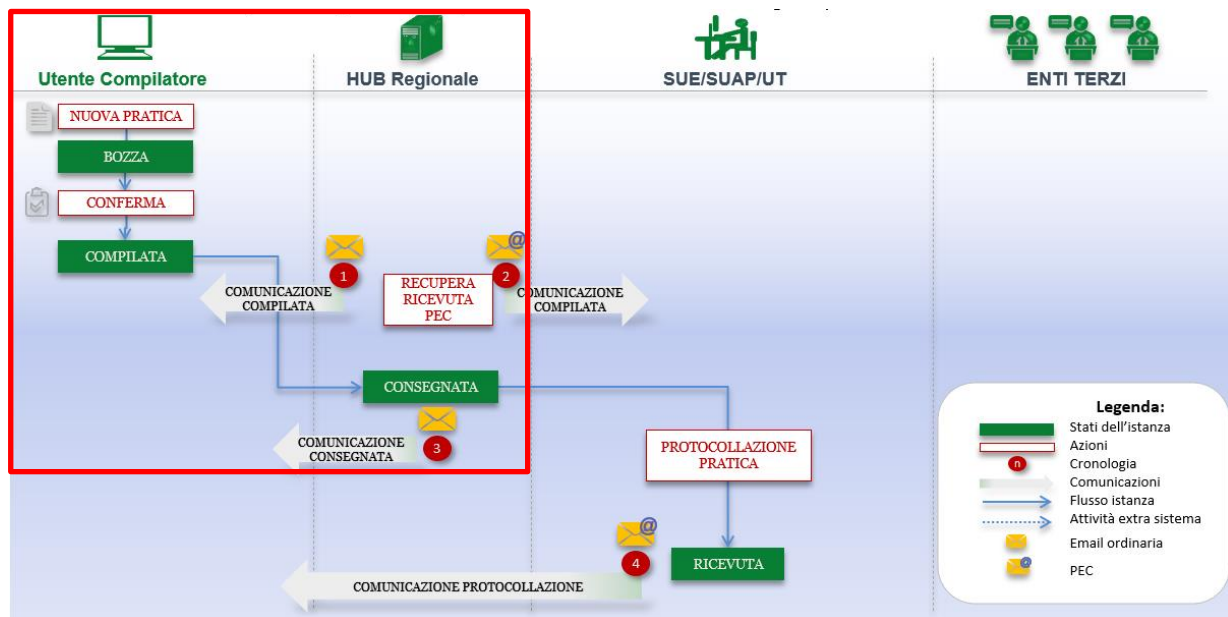 Utente Compilatore
HUB Regionale
SUE/SUAP/UT
ENTI TERZI
NUOVA PRATICA
BOZZA
CONFERMA
COMPILATA
1
COMUNICAZIONE
COMPILATA
RECUPERA
RICEVUTA
PEC
@
2
COMUNICAZIONE
COMPILATA
CONSEGNATA
3
COMUNICAZIONE
CONSEGNATA
PROTOCOLLAZIONE
PRATICA
@
4
RICEVUTA
COMUNICAZIONE PROTOCOLLAZIONE
Legenda:
Stati dell'istanza
Azioni
n Cronologia
Comunicazioni
Flusso istanza
Attività extra sistema
Email ordinaria
@ PEC